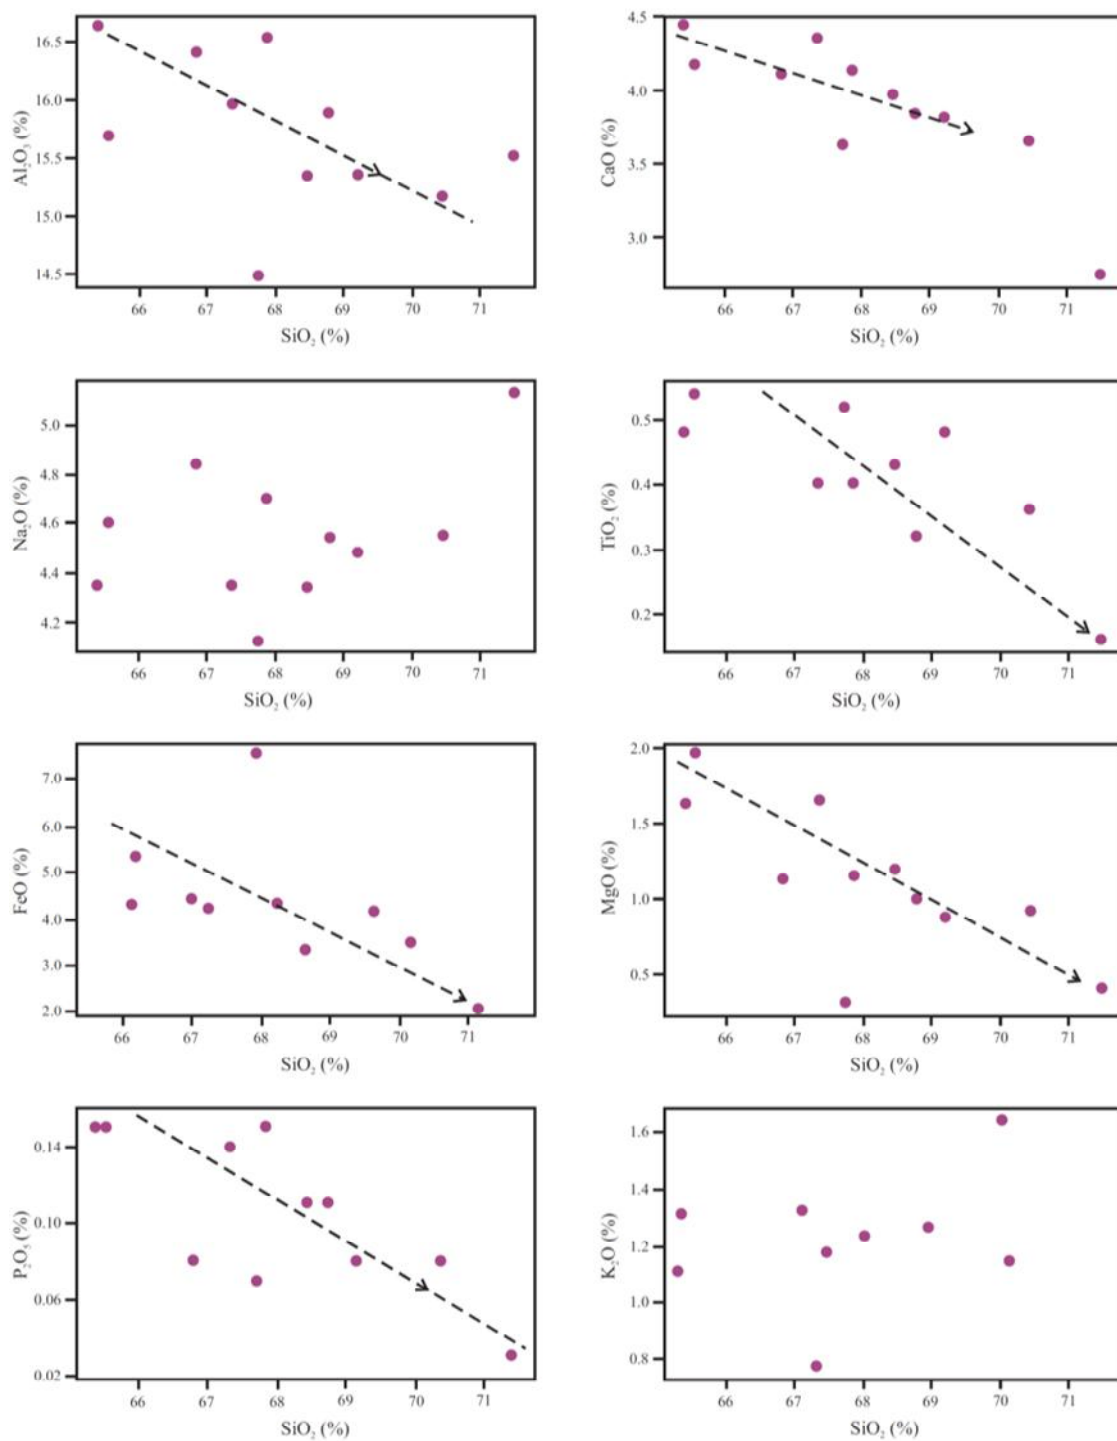 Al₂O₃ (%)
16.5
16.0
15.5
15.0
14.5
66 67 68 69 70 71
SiO₂ (%)
CaO (%)
4.5
4.0
3.5
3.0
66 67 68 69 70 71
SiO₂ (%)
Na₂O (%)
5.0
4.8
4.6
4.4
4.2
66 67 68 69 70 71
SiO₂ (%)
TiO₂ (%)
0.5
0.4
0.3
0.2
66 67 68 69 70 71
SiO₂ (%)
FeO (%)
7.0
6.0
5.0
4.0
3.0
2.0
66 67 68 69 70 71
SiO₂ (%)
MgO (%)
2.0
1.5
1.0
0.5
66 67 68 69 70 71
SiO₂ (%)
P₂O₅ (%)
0.14
0.10
0.06
0.02
66 67 68 69 70 71
SiO₂ (%)
K₂O (%)
1.6
1.4
1.2
1.0
0.8
66 67 68 69 70 71
SiO₂ (%)